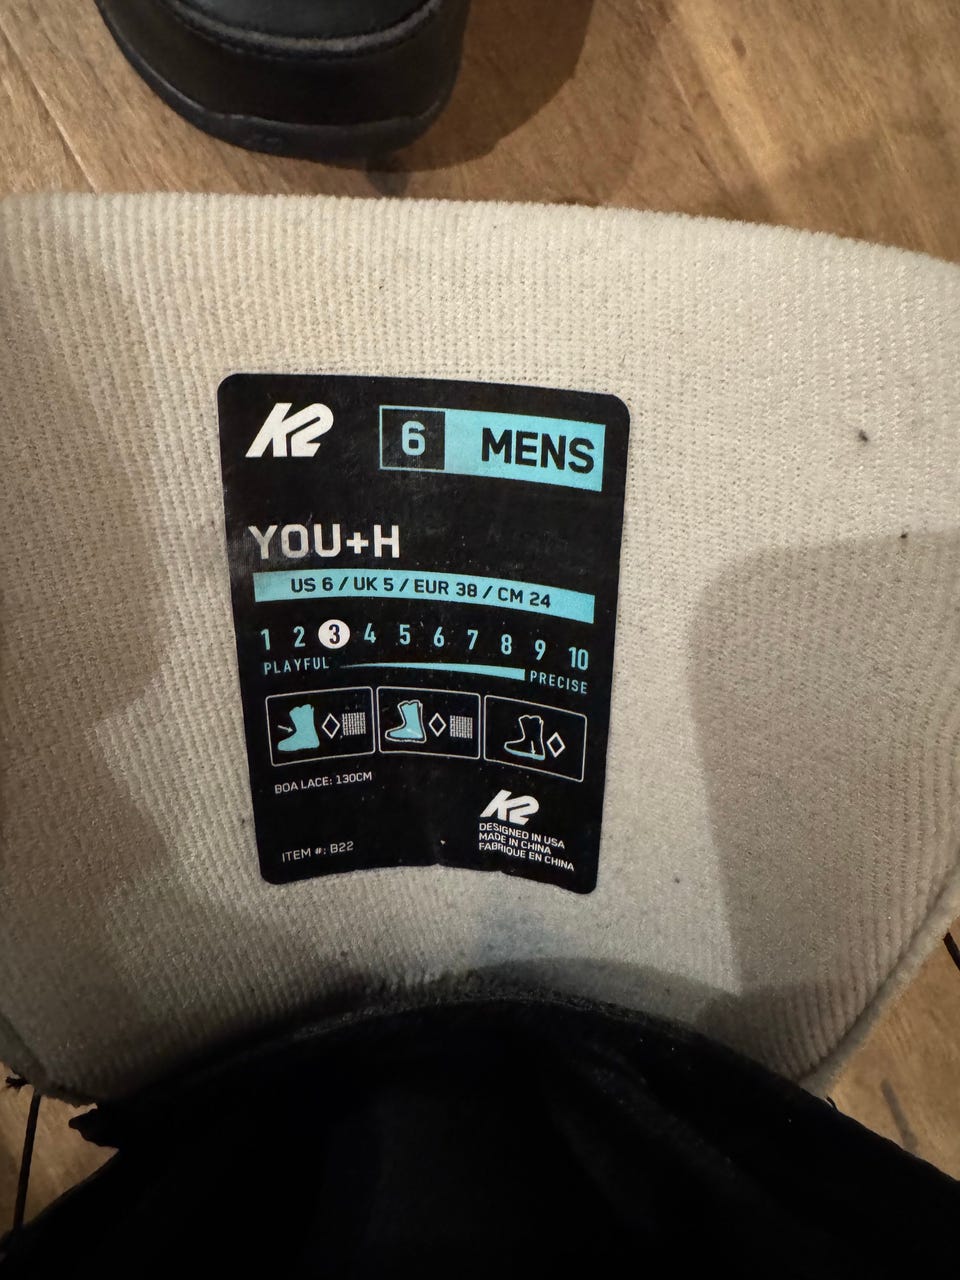 K2
6 MENS
YOU+H
US 6 / UK 5 / EUR 38 / CM 24
1 2 3 4 5 6 7 8 9 10
PLAYFUL PRECISE
BOA LACE: 130CM
K2
DESIGNED IN USA
MADE IN CHINA
FABRIQUE EN CHINA
ITEM #: B22